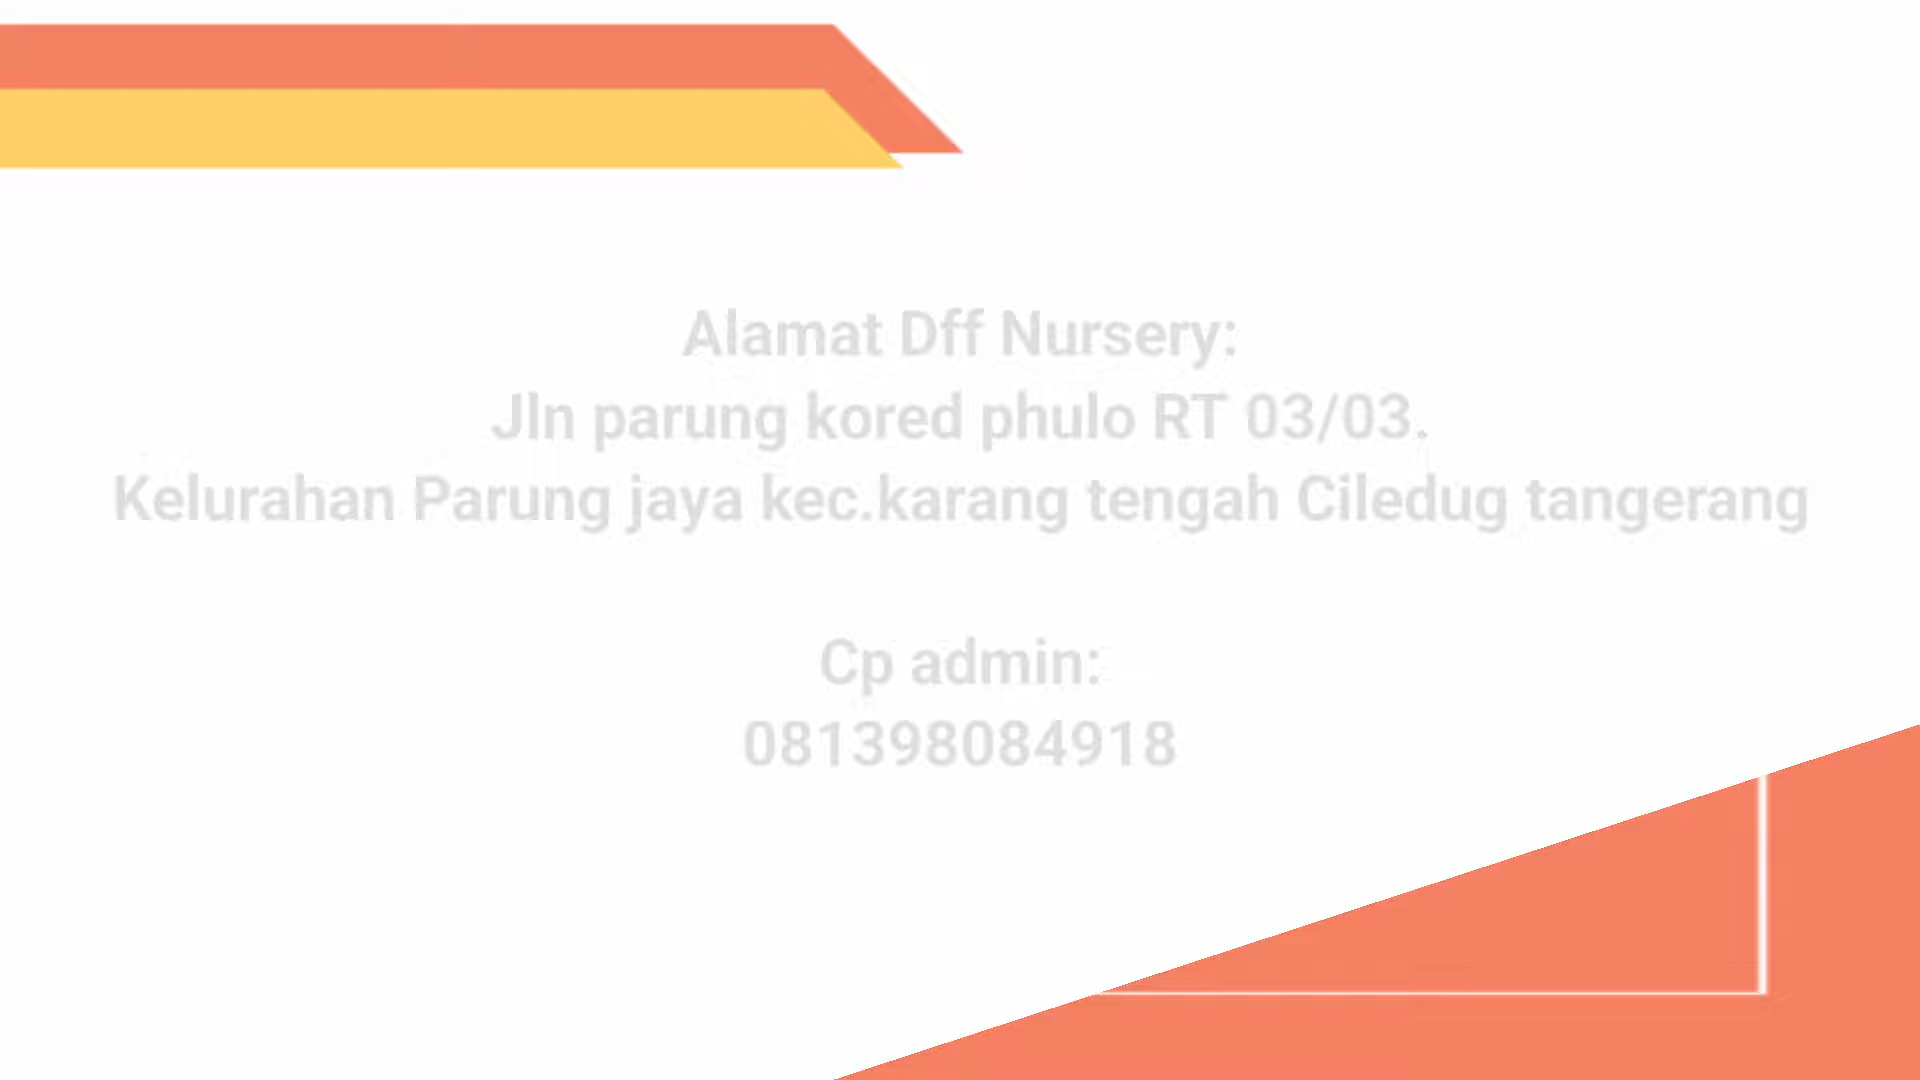 Alamat Dff Nursery:
Jln parung kored phulo RT 03/03.
Kelurahan Parung jaya kec.karang tengah Ciledug tangerang
Cp admin:
081398084918